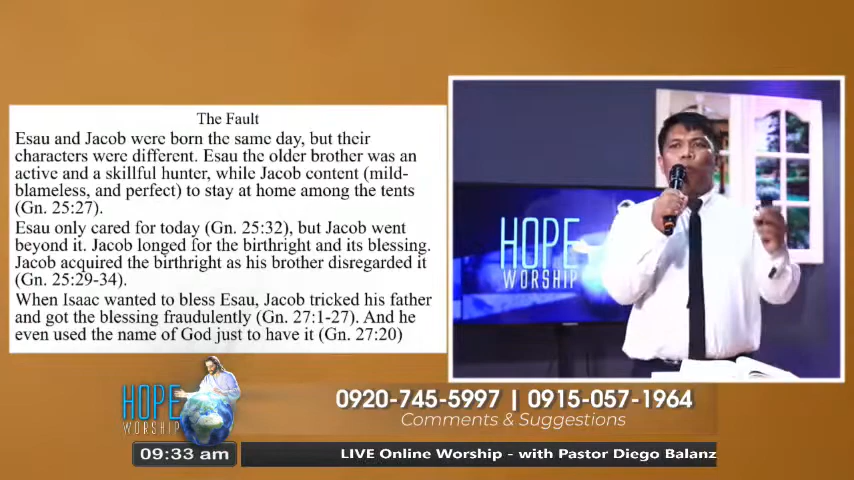 The Fault
Esau and Jacob were born the same day, but their
characters were different. Esau the older brother was an
active and a skillful hunter, while Jacob content (mild-
blameless, and perfect) to stay at home among the tents
(Gn. 25:27).
Esau only cared for today (Gn. 25:32), but Jacob went
beyond it. Jacob longed for the birthright and its blessing.
Jacob acquired the birthright as his brother disregarded it
(Gn. 25:29-34).
When Isaac wanted to bless Esau, Jacob tricked his father
and got the blessing fraudulently (Gn. 27:1-27). And he
even used the name of God just to have it (Gn. 27:20)
HOPE
WORSHIP
HOPE
WORSHIP
0920-745-5997 | 0915-057-1964
Comments & Suggestions
09:33 am
LIVE Online Worship - with Pastor Diego Balanz